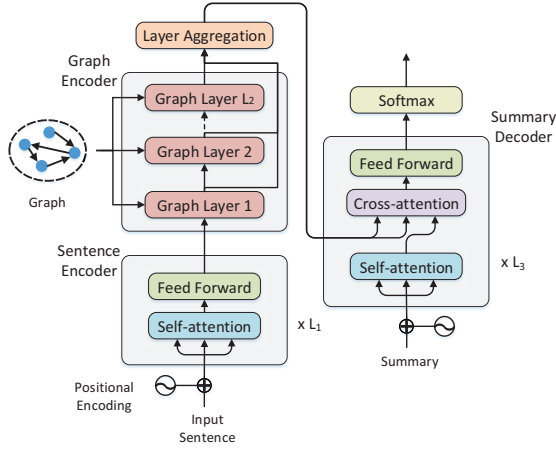 Layer Aggregation
Graph
Encoder
Graph Layer L2
Graph Layer 2
Graph Layer 1
Graph
Sentence
Encoder
Feed Forward
Self-attention
x L1
Positional
Encoding
Input
Sentence
Softmax
Summary
Decoder
Feed Forward
Cross-attention
Self-attention
x L3
Summary